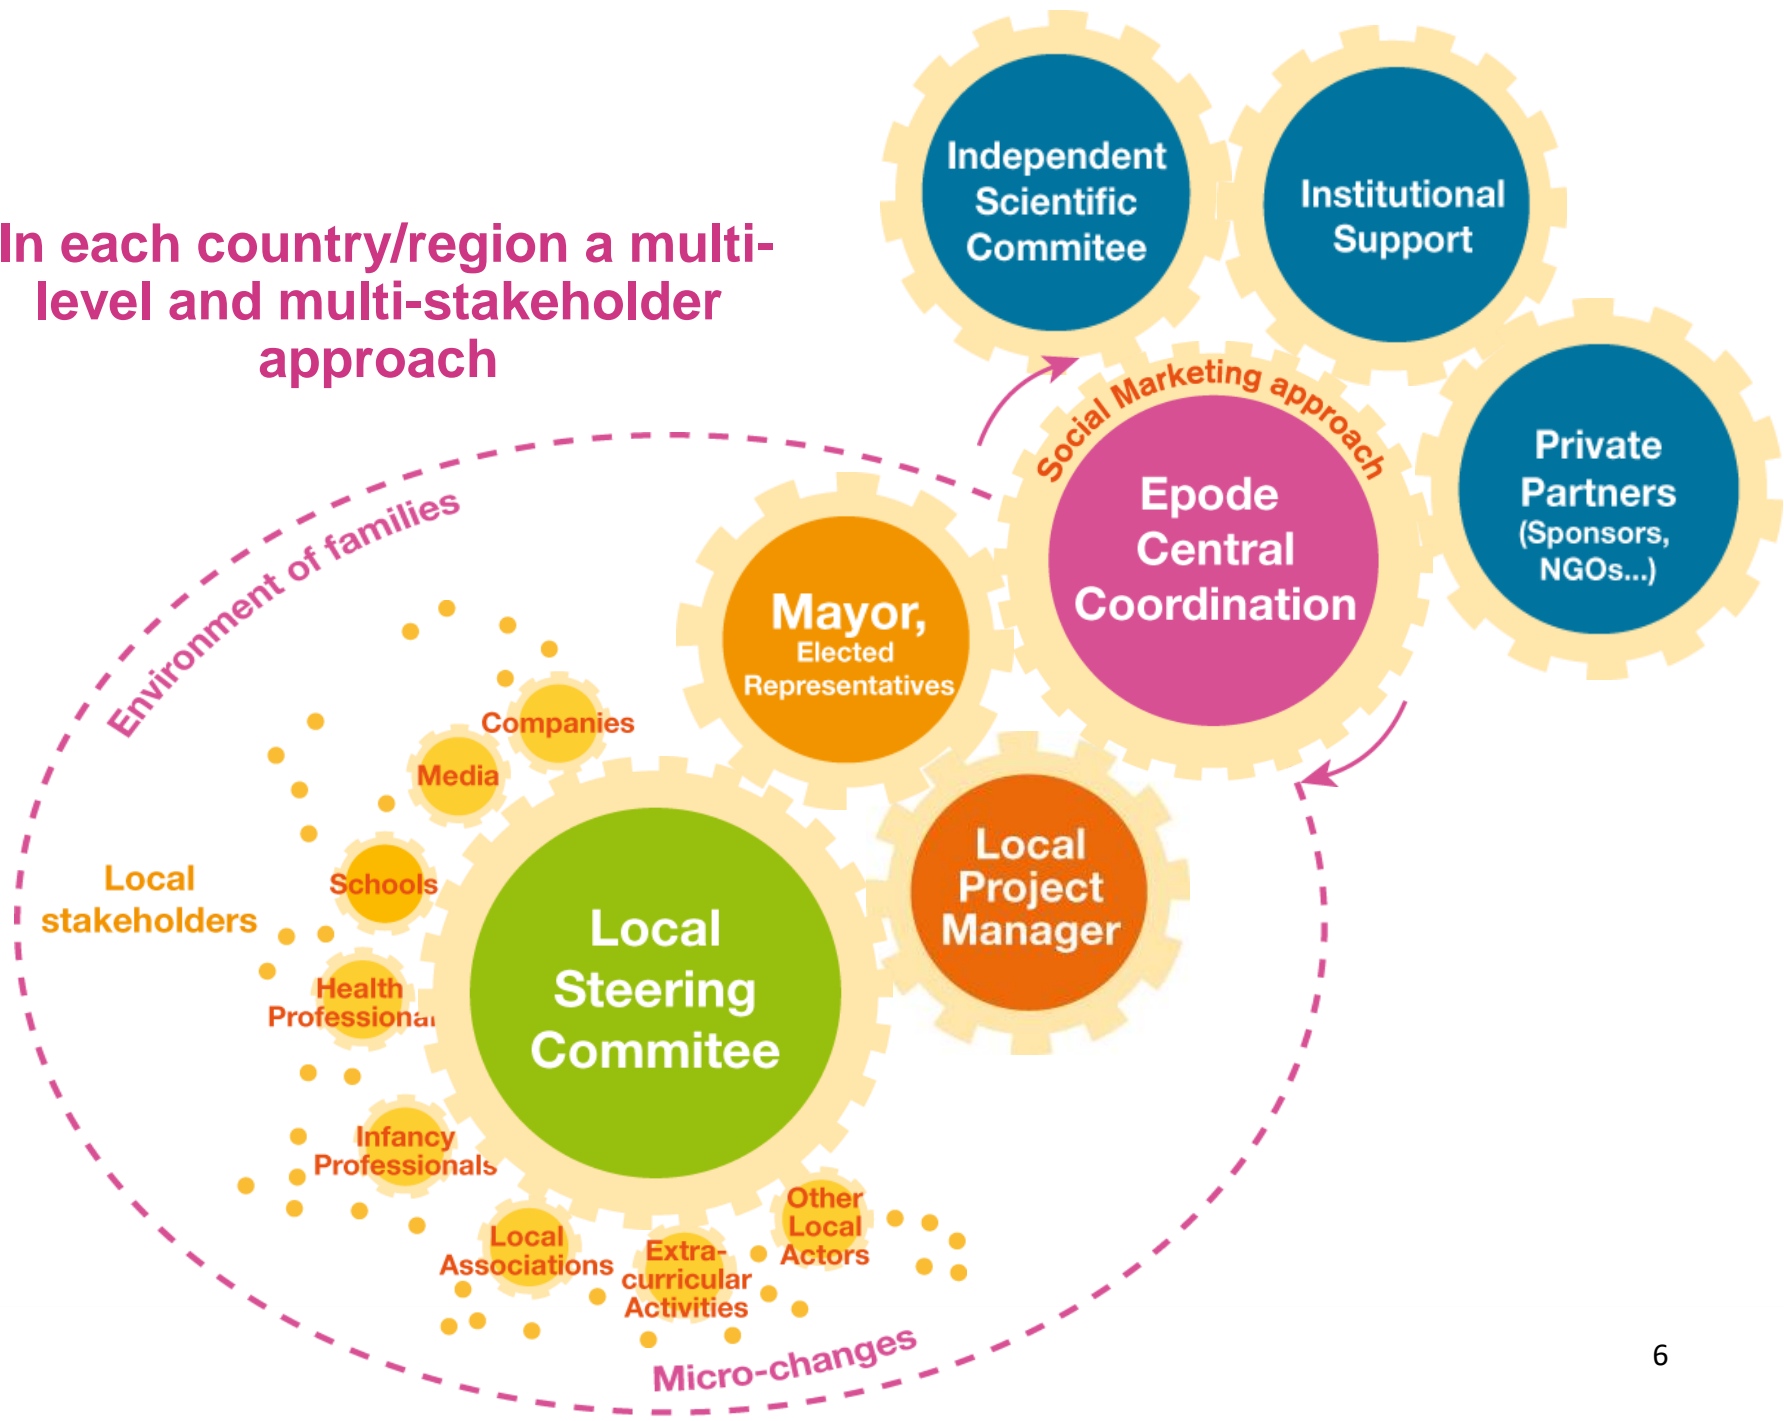 In each country/region a multi-
level and multi-stakeholder
approach
Independent
Scientific
Commitee
Institutional
Support
Private
Partners
(Sponsors,
NGOs...)
Social Marketing approach
Epode
Central
Coordination
Environment of families
Mayor,
Elected
Representatives
Local
Project
Manager
Local
Steering
Commitee
Local
stakeholders
Companies
Media
Schools
Health
Professional
Infancy
Professionals
Local
Associations
Extra-
curricular
Activities
Other
Local
Actors
Micro-changes
6